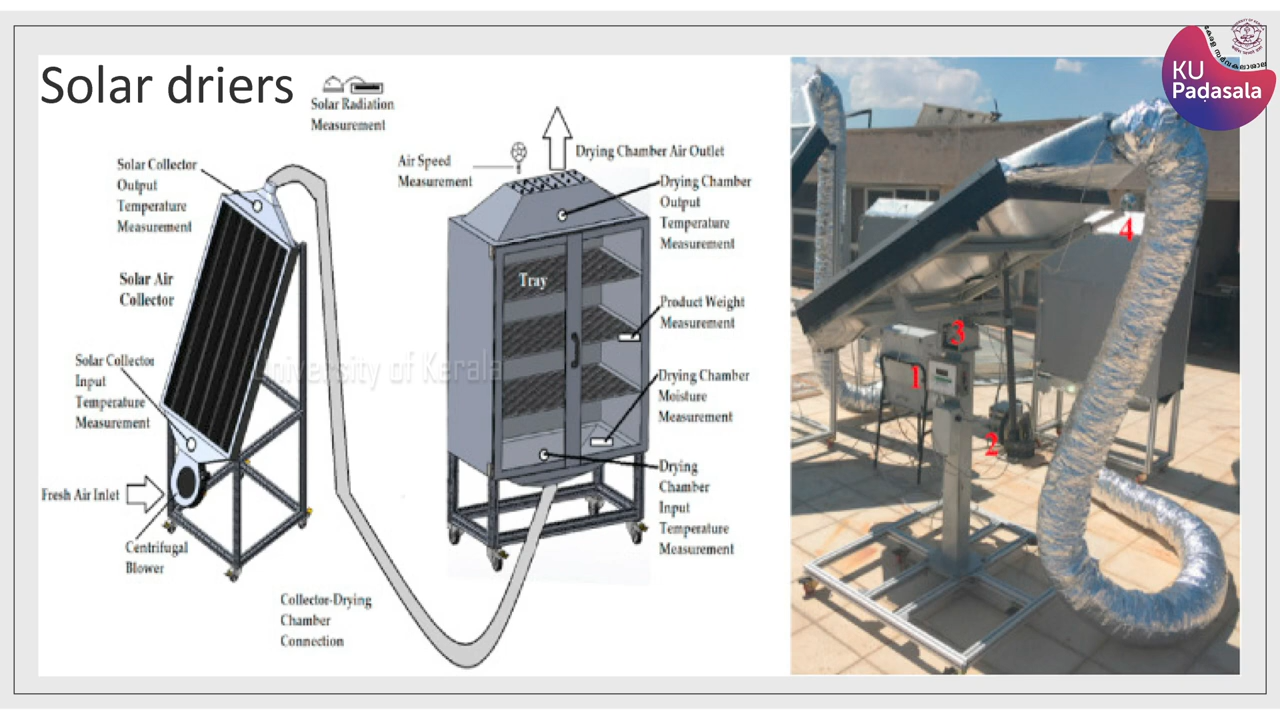 Solar driers
Solar Radiation
Measurement
Solar Collector
Output
Temperature
Measurement
Solar Air
Collector
Solar Collector
Input
Temperature
Measurement
Fresh Air Inlet
Centrifugal
Blower
Collector-Drying
Chamber
Connection
Air Speed
Measurement
Drying Chamber Air Outlet
Drying Chamber
Output
Temperature
Measurement
Tray
Product Weight
Measurement
Drying Chamber
Moisture
Measurement
Drying
Chamber
Input
Temperature
Measurement
University of Kerala
1
2
3
4
KU
Paḍasala